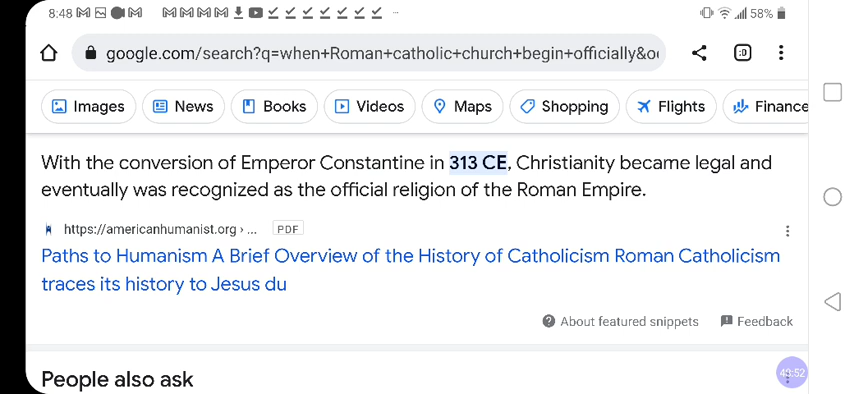 8:48 58%
google.com/search?q=when+Roman+catholic+church+begin+officially&o
:D
Images News Books Videos Maps Shopping Flights Finance
With the conversion of Emperor Constantine in 313 CE, Christianity became legal and
eventually was recognized as the official religion of the Roman Empire.
https://americanhumanist.org › ... PDF
Paths to Humanism A Brief Overview of the History of Catholicism Roman Catholicism
traces its history to Jesus du
About featured snippets Feedback
People also ask